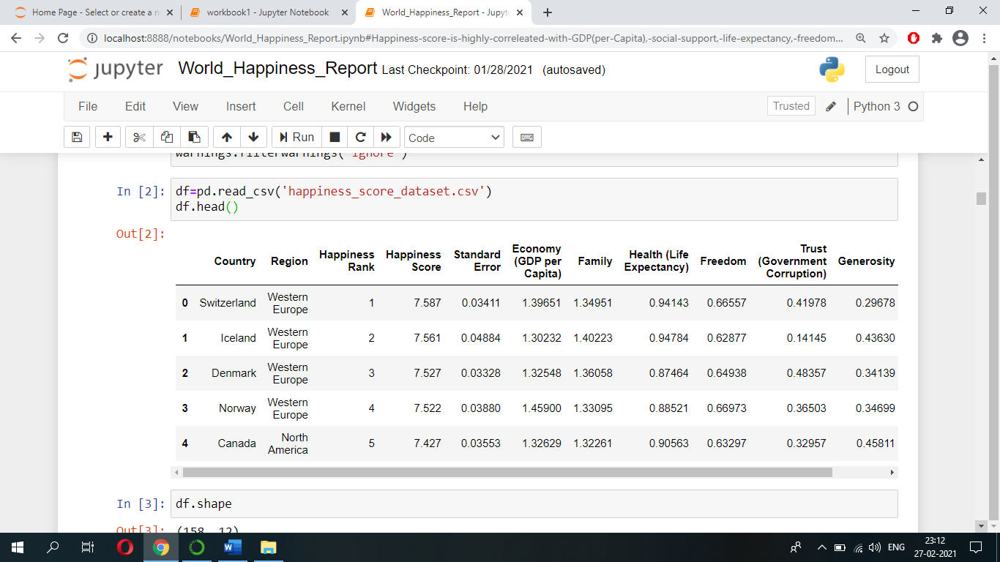 Home Page - Select or create a n
workbook1 - Jupyter Notebook
World_Happiness_Report - Jupyt
localhost:8888/notebooks/World_Happiness_Report.ipynb#Happiness-score-is-highly-correleated-with-GDP(per-Capita),-social-support,-life-expectancy,-freedom...
jupyter World_Happiness_Report Last Checkpoint: 01/28/2021 (autosaved)
Logout
File Edit View Insert Cell Kernel Widgets Help
Trusted
Python 3
Run
Code
warnings.filterwarnings('ignore')
In [2]: df=pd.read_csv('happiness_score_dataset.csv')
df.head()
Out[2]:
Country Region Happiness Rank Happiness Score Standard Error Economy (GDP per Capita) Family Health (Life Expectancy) Freedom Trust (Government Corruption) Generosity
0 Switzerland Western Europe 1 7.587 0.03411 1.39651 1.34951 0.94143 0.66557 0.41978 0.29678
1 Iceland Western Europe 2 7.561 0.04884 1.30232 1.40223 0.94784 0.62877 0.14145 0.43630
2 Denmark Western Europe 3 7.527 0.03328 1.32548 1.36058 0.87464 0.64938 0.48357 0.34139
3 Norway Western Europe 4 7.522 0.03880 1.45900 1.33095 0.88521 0.66973 0.36503 0.34699
4 Canada North America 5 7.427 0.03553 1.32629 1.32261 0.90563 0.63297 0.32957 0.45811
In [3]: df.shape
Out[3]: (158, 12)
ENG
23:12
27-02-2021